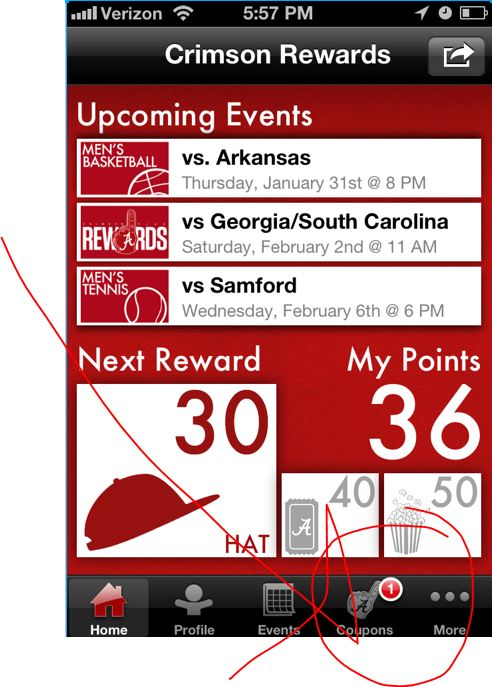 Verizon 5:57 PM
Crimson Rewards
Upcoming Events
MEN'S
BASKETBALL
vs. Arkansas
Thursday, January 31st @ 8 PM
REWARDS
A
vs Georgia/South Carolina
Saturday, February 2nd @ 11 AM
MEN'S
TENNIS
vs Samford
Wednesday, February 6th @ 6 PM
Next Reward
My Points
30
36
HAT
40
A
50
1
Home Profile Events Coupons More